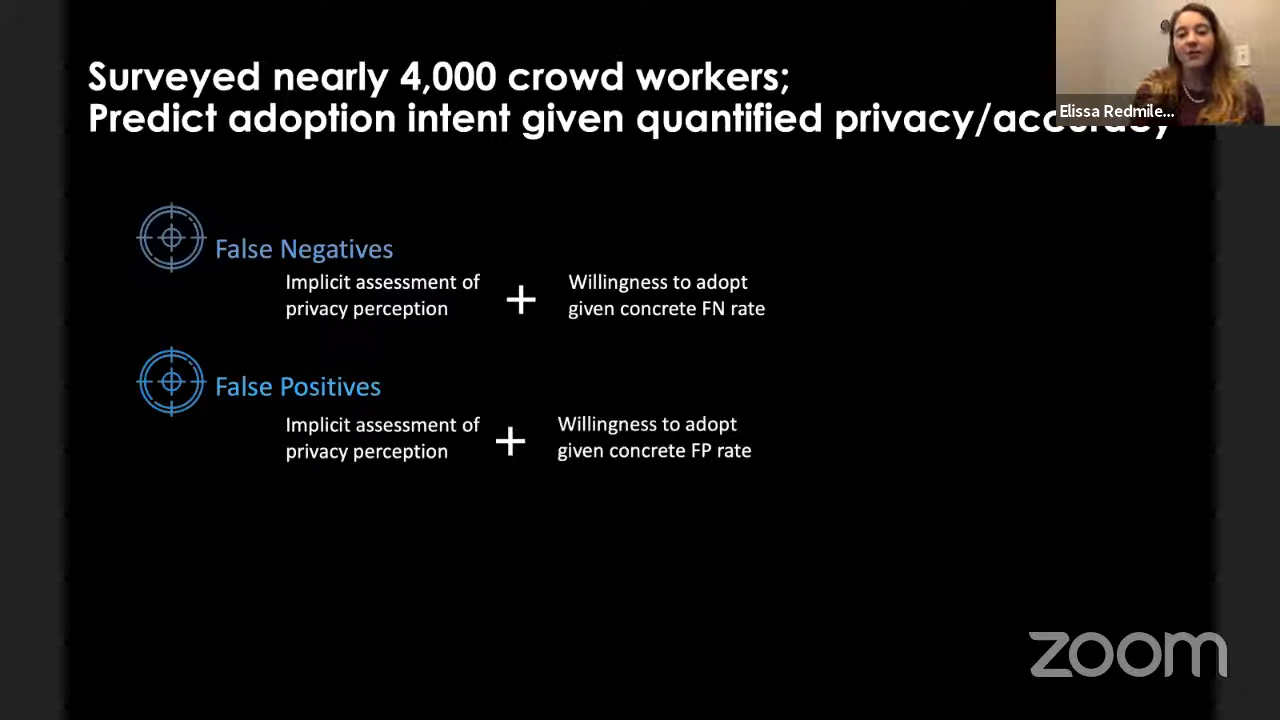 Surveyed nearly 4,000 crowd workers;
Predict adoption intent given quantified privacy/accuracy
Elissa Redmile...
False Negatives
Implicit assessment of
privacy perception
+
Willingness to adopt
given concrete FN rate
False Positives
Implicit assessment of
privacy perception
+
Willingness to adopt
given concrete FP rate
zoom